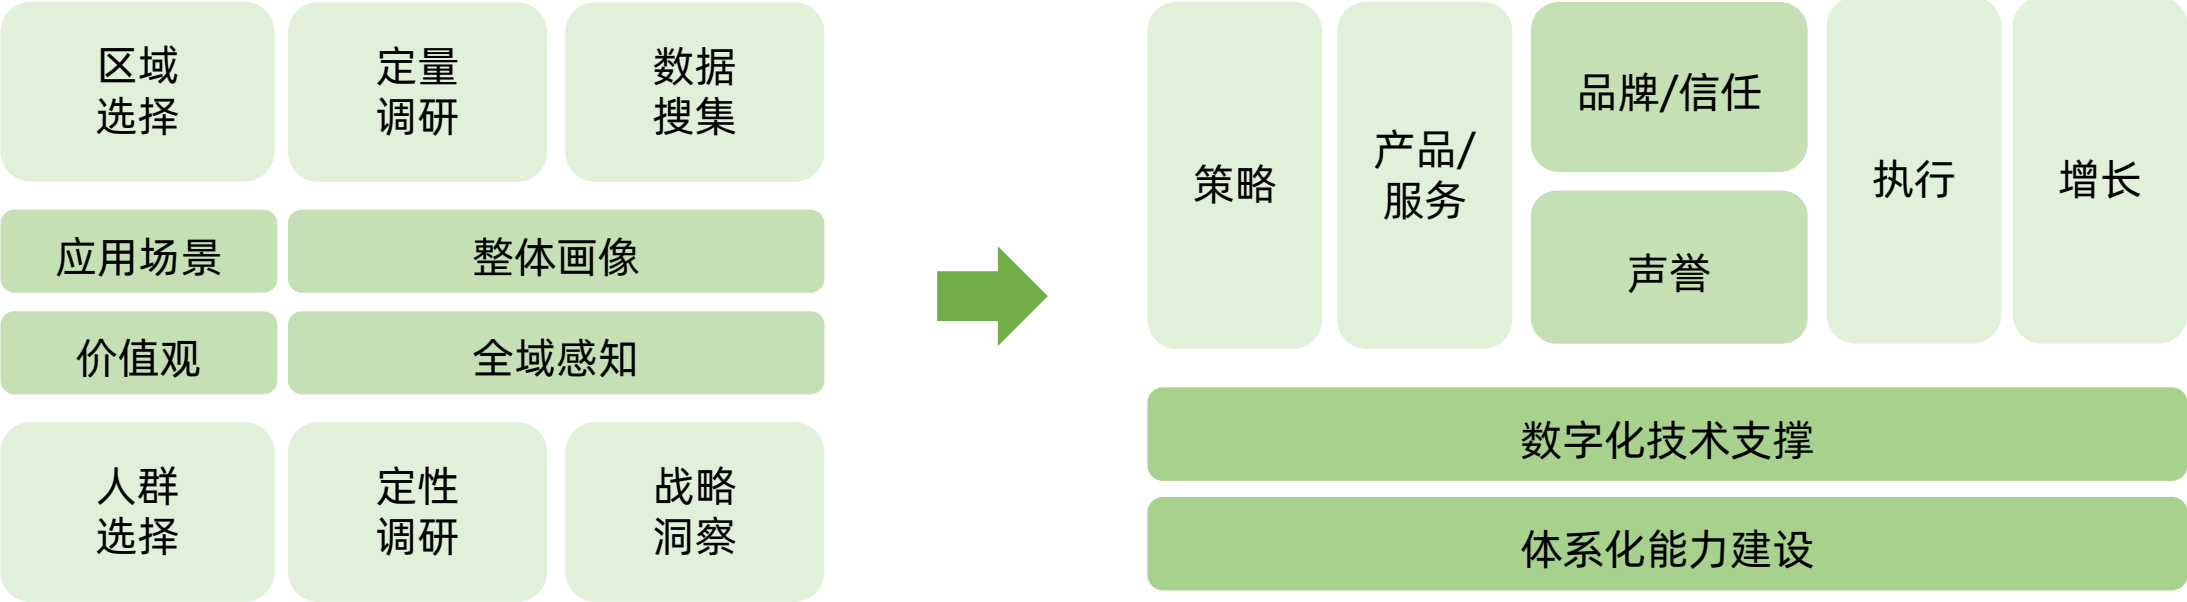 区域
选择
定量
调研
数据
搜集
应用场景
整体画像
价值观
全域感知
人群
选择
定性
调研
战略
洞察
策略
产品/
服务
品牌/信任
声誉
执行
增长
数字化技术支撑
体系化能力建设